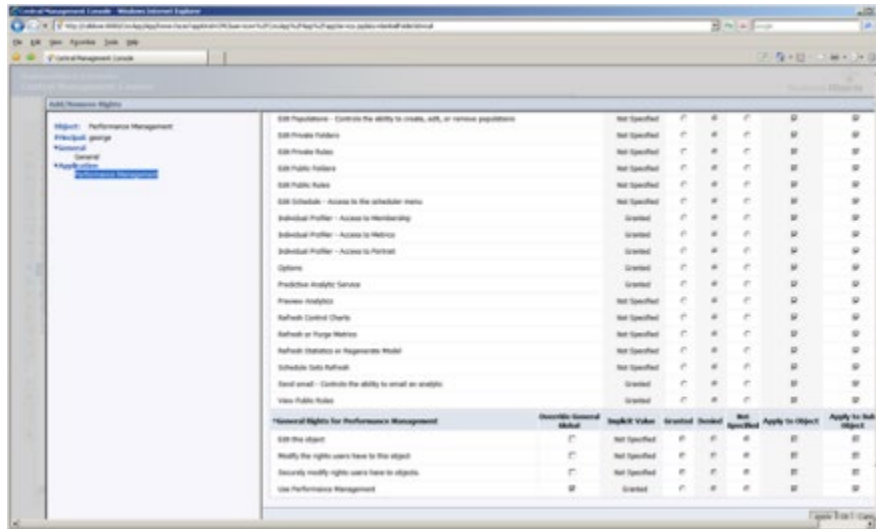 Central Management Console - Windows Internet Explorer
File Edit View Favorites Tools Help
Central Management Console
Add/Remove Rights
Object: Performance Management
Principal: george
General
General
Application
Performance Management
Edit Populations - Controls the ability to create, edit, or remove populations Not Specified
Edit Private Folders Not Specified
Edit Private Rules Not Specified
Edit Public Folders Not Specified
Edit Public Rules Not Specified
Edit Schedule - Access to the scheduler menu Not Specified
Individual Profiler - Access to Membership Granted
Individual Profiler - Access to Metrics Granted
Individual Profiler - Access to Portrait Granted
Options Granted
Predictive Analytic Service Granted
Preview Analytics Not Specified
Refresh Control Charts Not Specified
Refresh or Purge Metrics Not Specified
Refresh Statistics or Regenerate Model Not Specified
Schedule Sets Refresh Not Specified
Send email - Controls the ability to email an analytic Granted
View Public Rules Granted
General Rights for Performance Management Override General Global Implicit Value Granted Denied Not Specified Apply to Object Apply to Sub Object
Edit this object Not Specified
Modify the rights users have to this object Not Specified
Securely modify rights users have to objects. Not Specified
Use Performance Management Granted
Apply OK